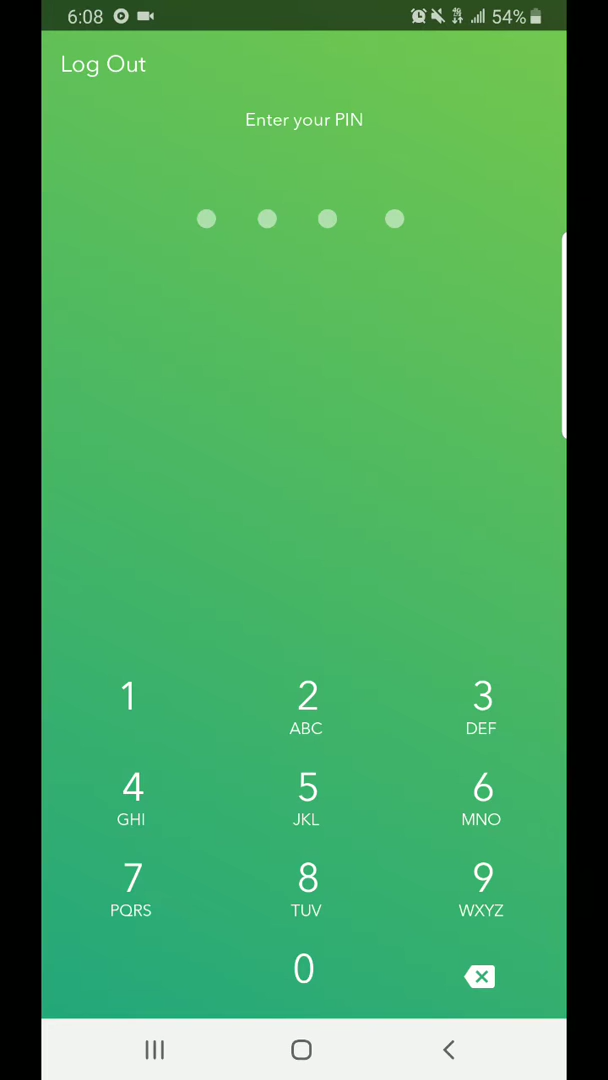 6:08 54%
Log Out
Enter your PIN
1 2 3
ABC DEF
4 5 6
GHI JKL MNO
7 8 9
PQRS TUV WXYZ
0